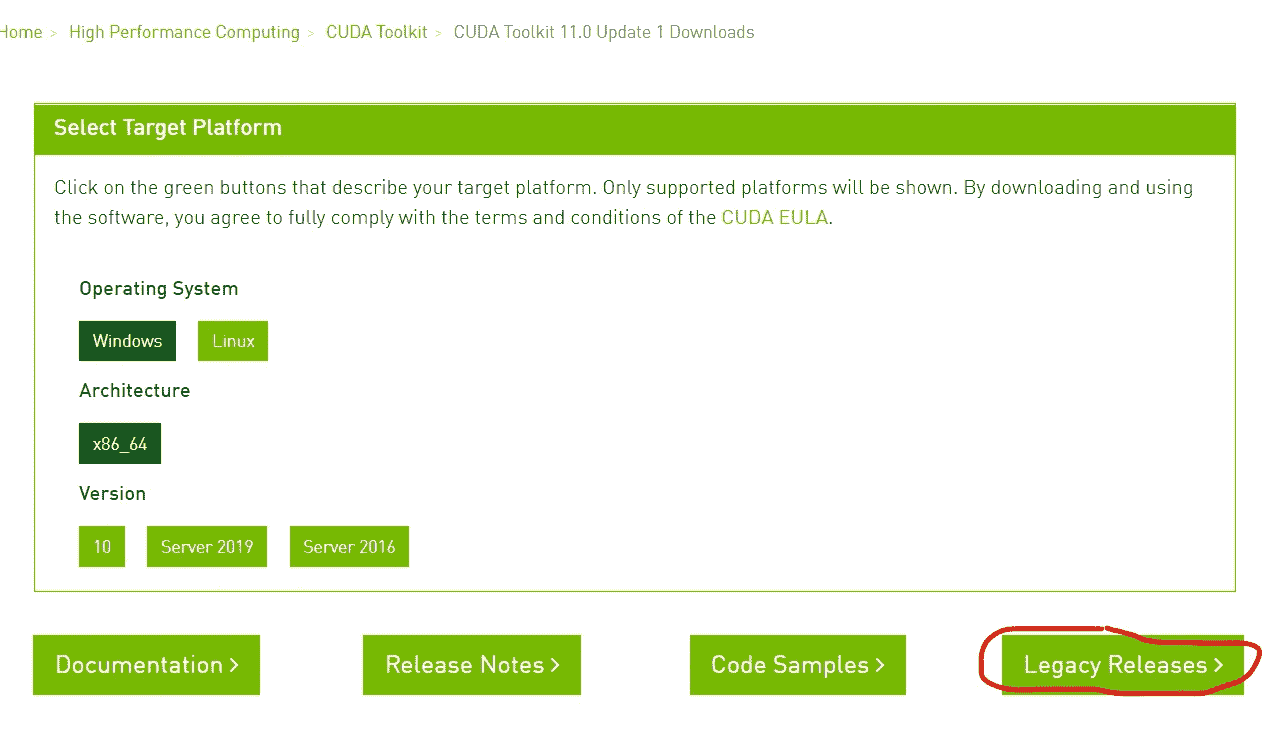 Home > High Performance Computing > CUDA Toolkit > CUDA Toolkit 11.0 Update 1 Downloads
Select Target Platform
Click on the green buttons that describe your target platform. Only supported platforms will be shown. By downloading and using
the software, you agree to fully comply with the terms and conditions of the CUDA EULA.
Operating System
Windows Linux
Architecture
x86_64
Version
10 Server 2019 Server 2016
Documentation > Release Notes > Code Samples > Legacy Releases >